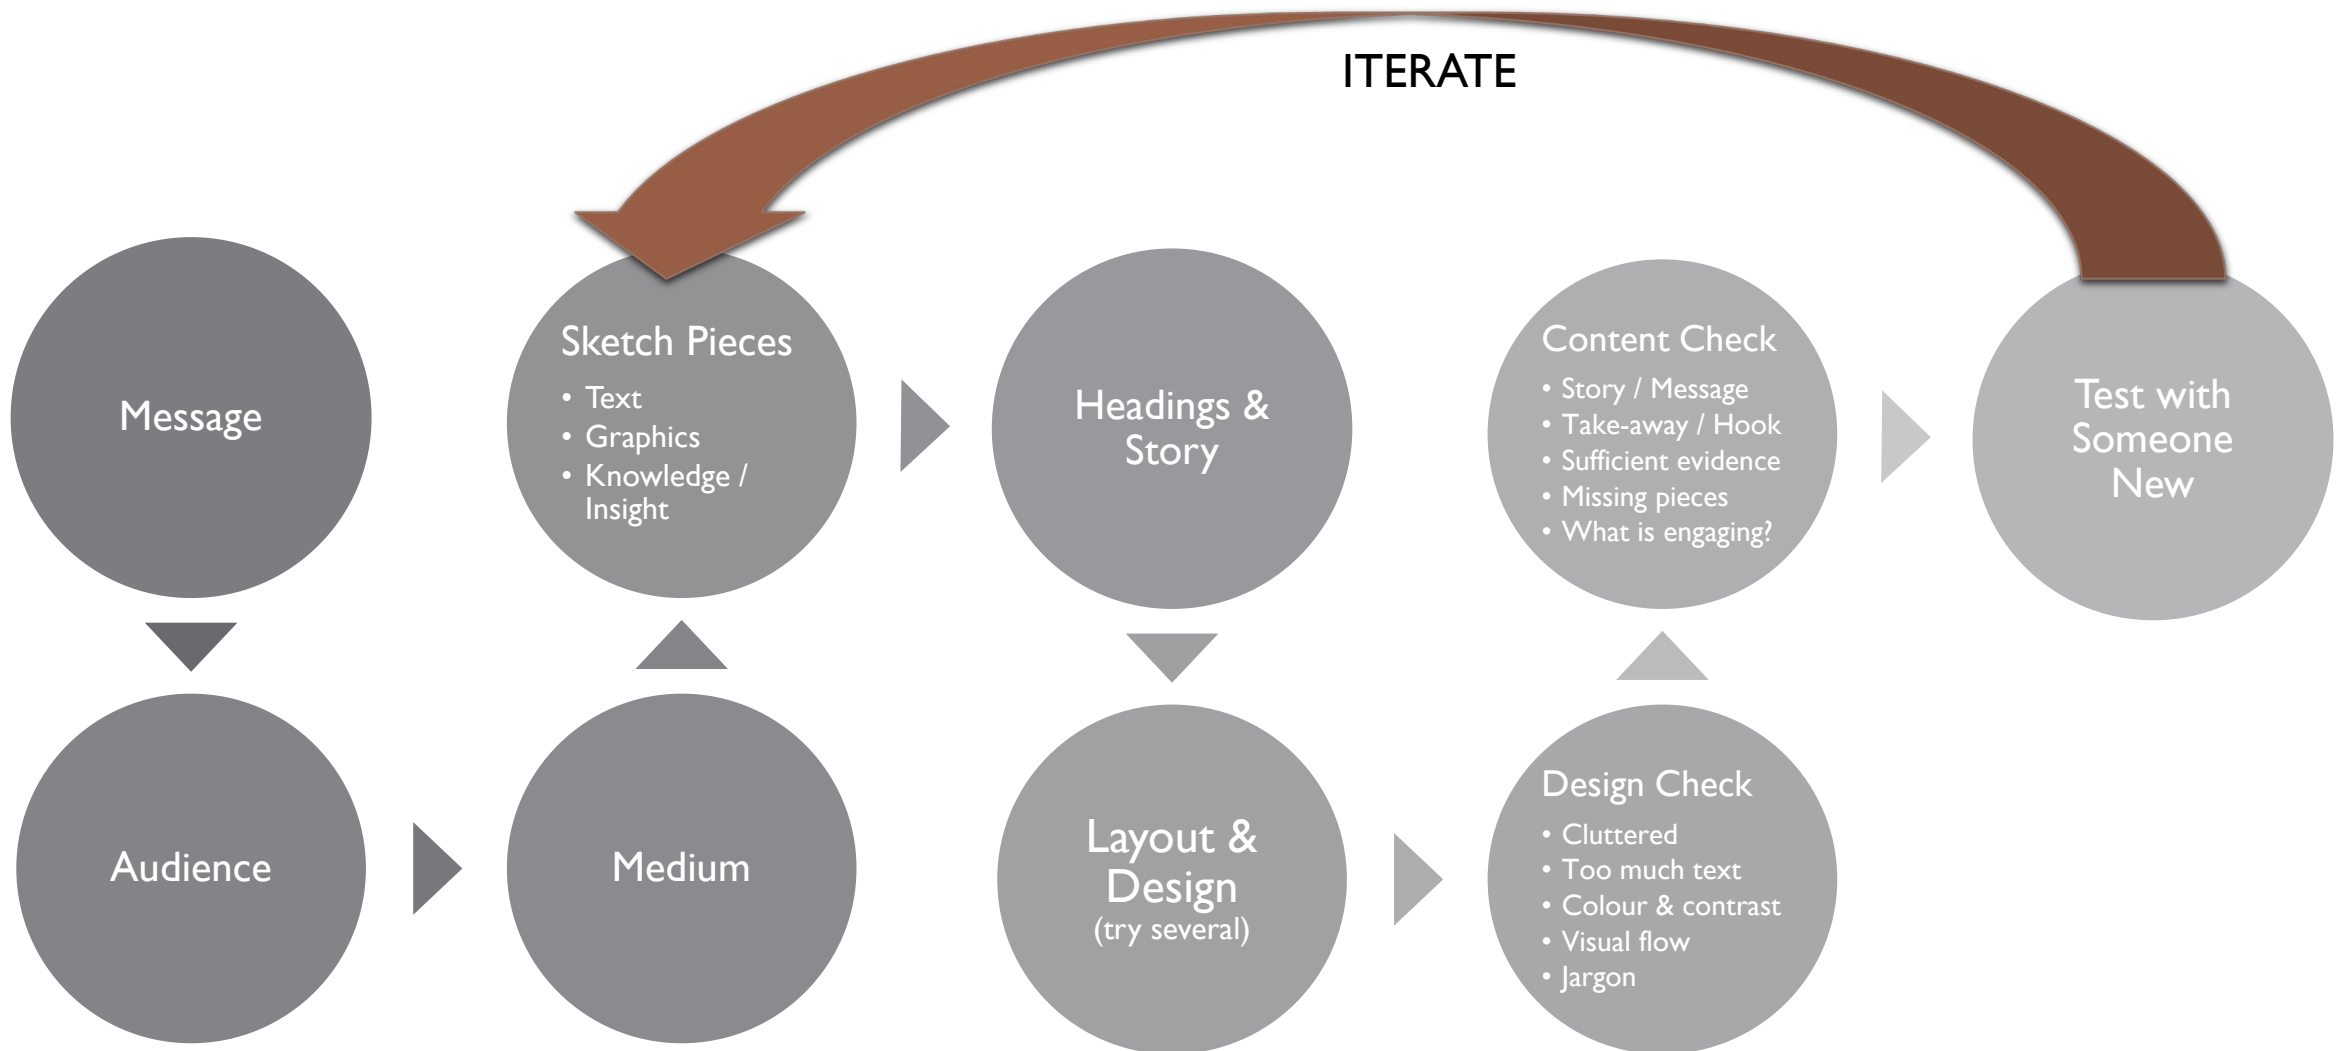 ITERATE
Message
Audience
Medium
Sketch Pieces
• Text
• Graphics
• Knowledge /
Insight
Headings &
Story
Layout &
Design
(try several)
Design Check
• Cluttered
• Too much text
• Colour & contrast
• Visual flow
• Jargon
Content Check
• Story / Message
• Take-away / Hook
• Sufficient evidence
• Missing pieces
• What is engaging?
Test with
Someone
New